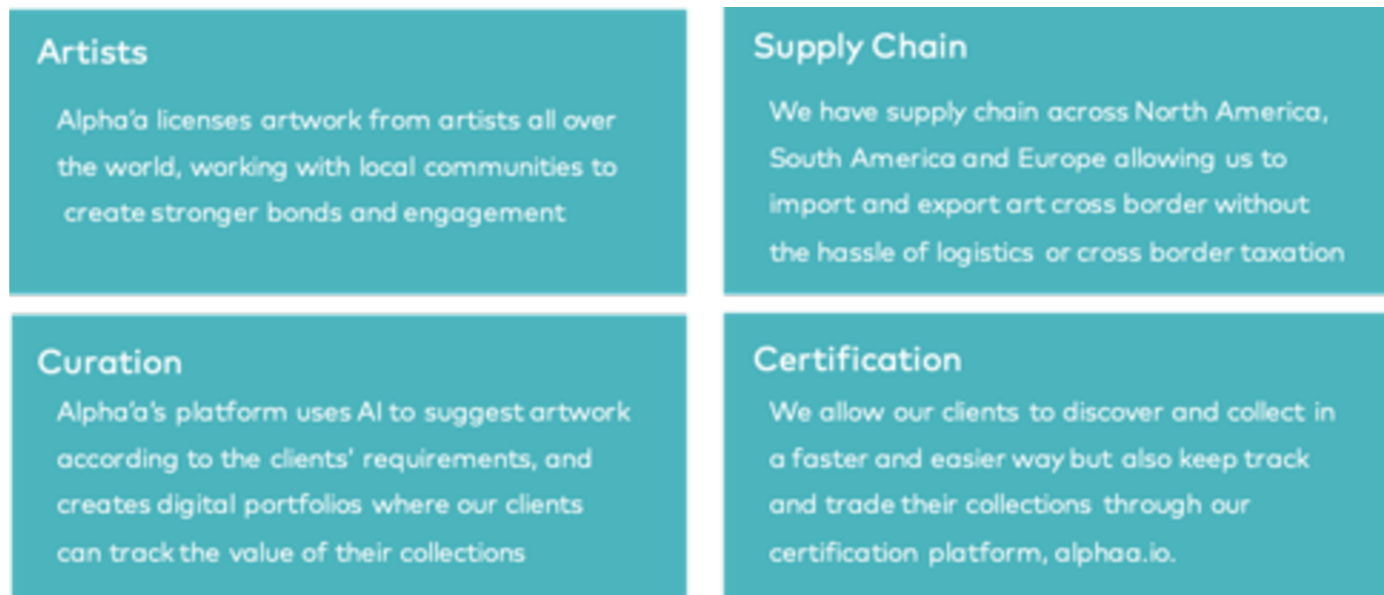 Artists
Alpha'a licenses artwork from artists all over
the world, working with local communities to
create stronger bonds and engagement
Supply Chain
We have supply chain across North America,
South America and Europe allowing us to
import and export art cross border without
the hassle of logistics or cross border taxation
Curation
Alpha'a's platform uses AI to suggest artwork
according to the clients' requirements, and
creates digital portfolios where our clients
can track the value of their collections
Certification
We allow our clients to discover and collect in
a faster and easier way but also keep track
and trade their collections through our
certification platform, alphaa.io.